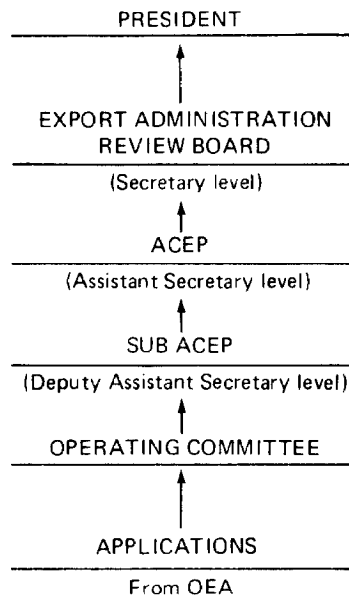 PRESIDENT
EXPORT ADMINISTRATION
REVIEW BOARD
(Secretary level)
ACEP
(Assistant Secretary level)
SUB ACEP
(Deputy Assistant Secretary level)
OPERATING COMMITTEE
APPLICATIONS
From OEA